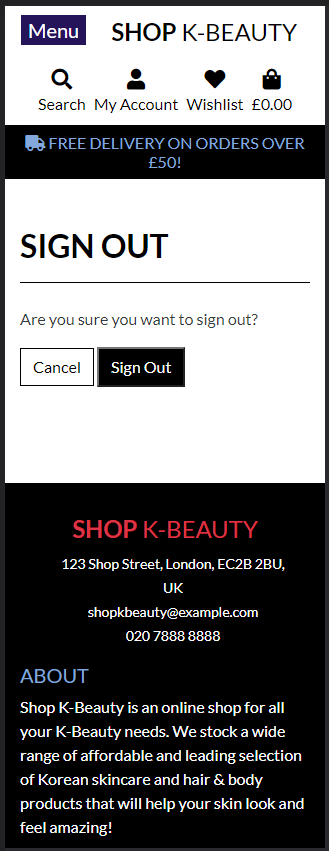 Menu SHOP K-BEAUTY
Search My Account Wishlist £0.00
FREE DELIVERY ON ORDERS OVER
£50!
SIGN OUT
Are you sure you want to sign out?
Cancel Sign Out
SHOP K-BEAUTY
123 Shop Street, London, EC2B 2BU,
UK
shopkbeauty@example.com
020 7888 8888
ABOUT
Shop K-Beauty is an online shop for all
your K-Beauty needs. We stock a wide
range of affordable and leading selection
of Korean skincare and hair & body
products that will help your skin look and
feel amazing!